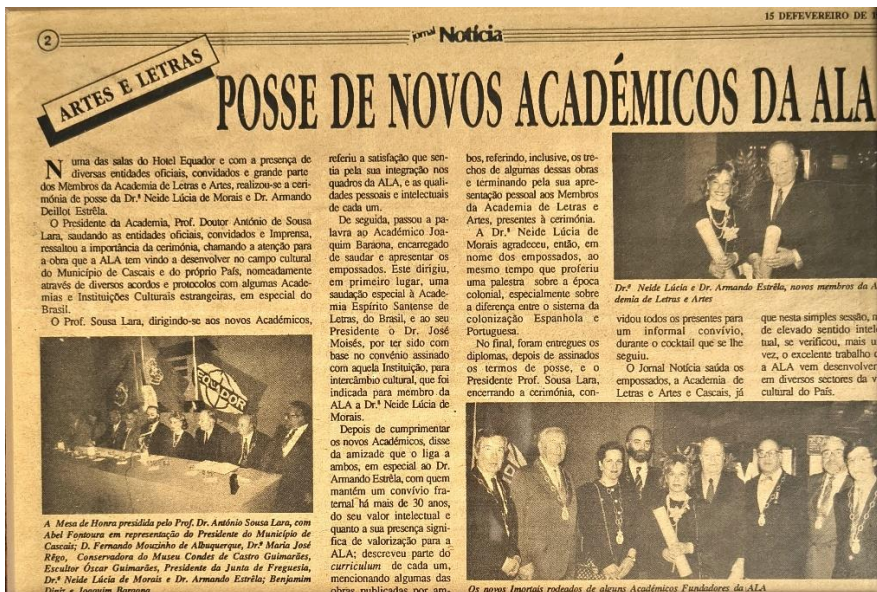 15 DEFEVEREIRO DE
2
jornal Notícia
ARTES E LETRAS
POSSE DE NOVOS ACADÉMICOS DA ALA
Numa das salas do Hotel Equador e com a presença de
diversas entidades oficiais, convidados e grande parte
dos Membros da Academia de Letras e Artes, realizou-se a ceri-
mónia de posse da Dr.ª Neide Lúcia de Morais e Dr. Armando
Deillot Estrêla.
O Presidente da Academia, Prof. Doutor António de Sousa
Lara, saudando as entidades oficiais, convidados e Imprensa,
ressaltou a importância da cerimónia, chamando a atenção para
a obra que a ALA tem vindo a desenvolver no campo cultural
do Município de Cascais e do próprio País, nomeadamente
através de diversos acordos e protocolos com algumas Acade-
mias e Instituições Culturais estrangeiras, em especial do
Brasil.
O Prof. Sousa Lara, dirigindo-se aos novos Académicos,
EQUADOR
A Mesa de Honra presidida pelo Prof. Dr. António Sousa Lara, com
Abel Fontoura em representação do Presidente do Município de
Cascais; D. Fernando Mouzinho de Albuquerque, Dr.ª Maria José
Rêgo, Conservadora do Museu Condes de Castro Guimarães,
Escultor Óscar Guimarães, Presidente da Junta de Freguesia,
Dr.ª Neide Lúcia de Morais e Dr. Armando Estrêla; Benjamim
Diniz e Joaquim Baraona
referiu a satisfação que sen-
tia pela sua integração nos
quadros da ALA, e as quali-
dades pessoais e intelectuais
de cada um.
De seguida, passou a pa-
lavra ao Académico Joa-
quim Baraona, encarregado
de saudar e apresentar os
empossados. Este dirigiu,
em primeiro lugar, uma
saudação especial à Acade-
mia Espírito Santense de
Letras, do Brasil, e ao seu
Presidente o Dr. José
Moisés, por ter sido com
base no convénio assinado
com aquela Instituição, para
intercâmbio cultural, que foi
indicada para membro da
ALA a Dr.ª Neide Lúcia de
Morais.
Depois de cumprimentar
os novos Académicos, disse
da amizade que o liga a
ambos, em especial ao Dr.
Armando Estrêla, com quem
mantém um convívio fra-
ternal há mais de 30 anos,
do seu valor intelectual e
quanto a sua presença signi-
fica de valorização para a
ALA; descreveu parte do
curriculum de cada um,
mencionando algumas das
obras publicadas por am-
bos, referindo, inclusive, os tre-
chos de algumas dessas obras
e terminando pela sua apre-
sentação pessoal aos Membros
da Academia de Letras e
Artes, presentes à cerimónia.
A Dr.ª Neide Lúcia de
Morais agradeceu, então, em
nome dos empossados, ao
mesmo tempo que proferiu
uma palestra sobre a época
colonial, especialmente sobre
a diferença entre o sistema da
colonização Espanhola e
Portuguesa.
No final, foram entregues os
diplomas, depois de assinados
os termos de posse, e o
Presidente Prof. Sousa Lara,
encerrando a cerimónia, con-
Dr.ª Neide Lúcia e Dr. Armando Estrêla, novos membros da A
demia de Letras e Artes
vidou todos os presentes para
um informal convívio,
durante o cocktail que se lhe
seguiu.
O Jornal Notícia saúda os
empossados, a Academia de
Letras e Artes e Cascais, já
que nesta simples sessão, m
de elevado sentido intele
tual, se verificou, mais u
vez, o excelente trabalho q
a ALA vem desenvolver
em diversos sectores da v
cultural do País.
Os novos Imortais rodeados de alguns Académicos Fundadores da ALA